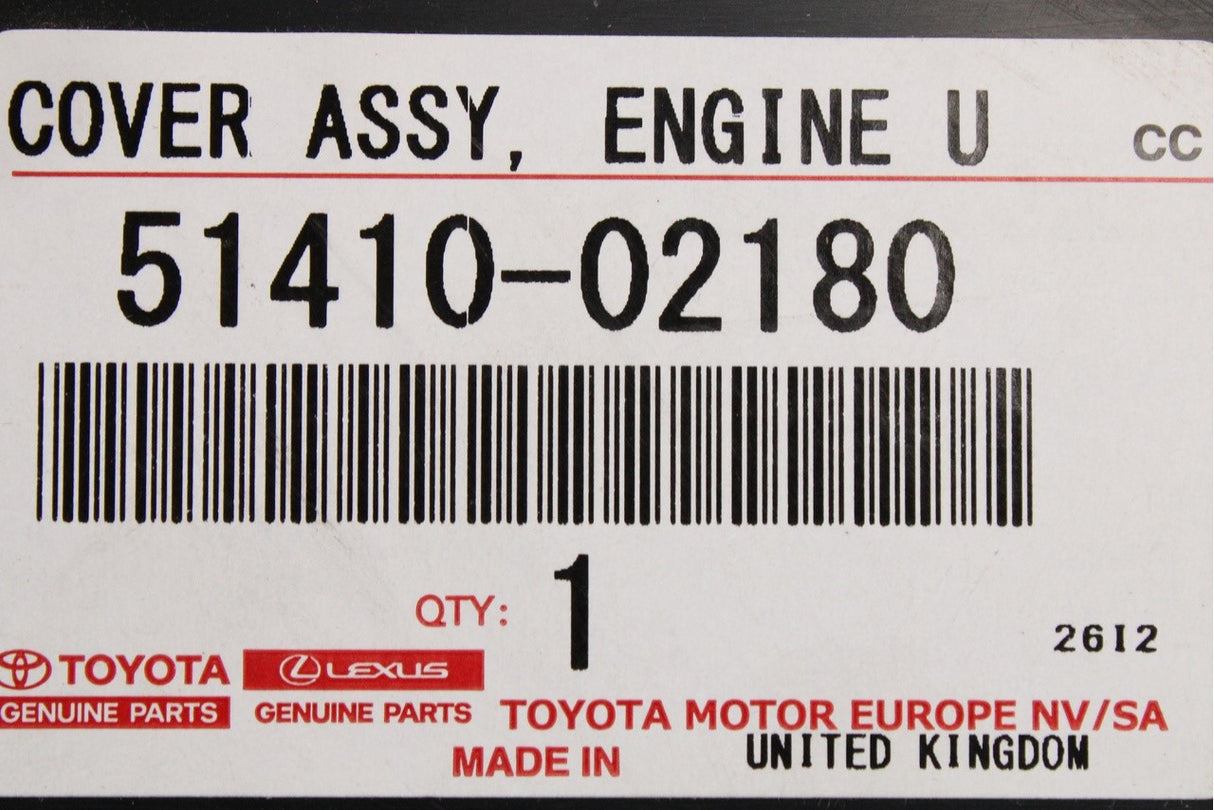 COVER ASSY, ENGINE U CC
51410-02180
QTY: 1
2612
TOYOTA LEXUS
GENUINE PARTS GENUINE PARTS TOYOTA MOTOR EUROPE NV/SA
MADE IN UNITED KINGDOM